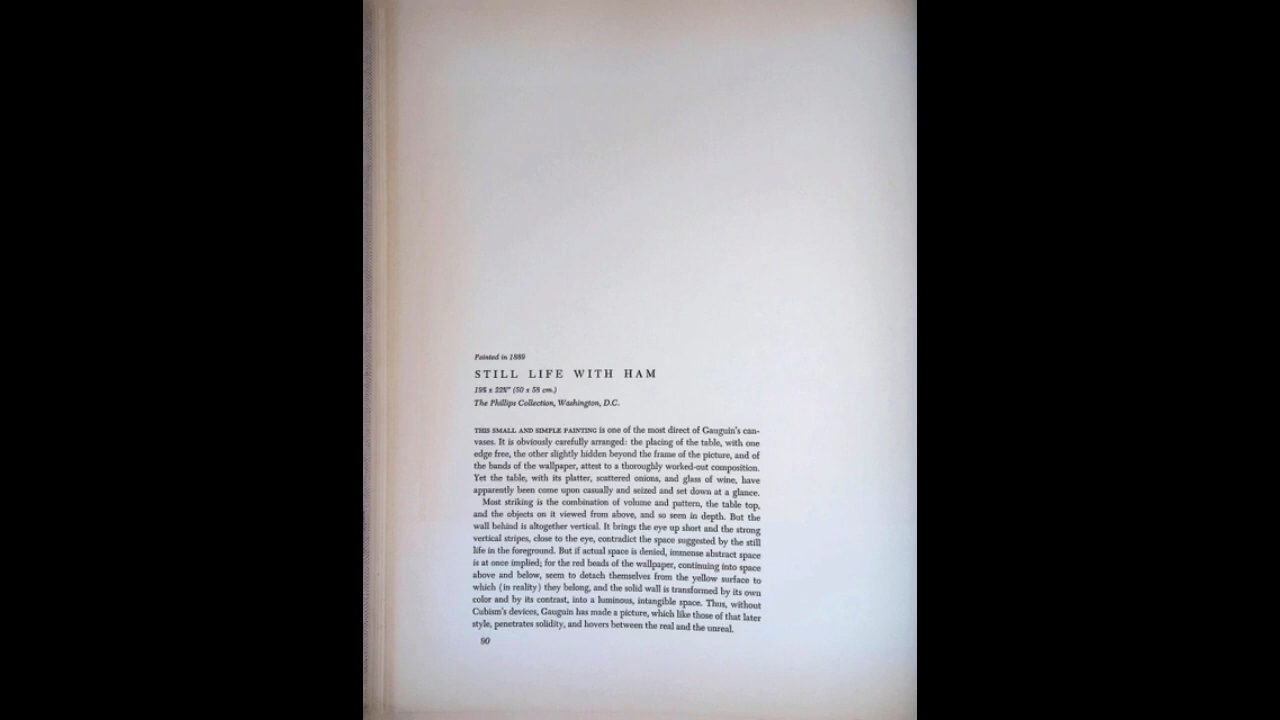 Painted in 1889
STILL LIFE WITH HAM
19⅝ x 22⅞" (50 x 58 cm.)
The Phillips Collection, Washington, D.C.
THIS SMALL AND SIMPLE PAINTING is one of the most direct of Gauguin's can-
vases. It is obviously carefully arranged: the placing of the table, with one
edge free, the other slightly hidden beyond the frame of the picture, and of
the bands of the wallpaper, attest to a thoroughly worked-out composition.
Yet the table, with its platter, scattered onions, and glass of wine, have
apparently been come upon casually and seized and set down at a glance.
Most striking is the combination of volume and pattern, the table top,
and the objects on it viewed from above, and so seen in depth. But the
wall behind is altogether vertical. It brings the eye up short and the strong
vertical stripes, close to the eye, contradict the space suggested by the still
life in the foreground. But if actual space is denied, immense abstract space
is at once implied; for the red beads of the wallpaper, continuing into space
above and below, seem to detach themselves from the yellow surface to
which (in reality) they belong, and the solid wall is transformed by its own
color and by its contrast, into a luminous, intangible space. Thus, without
Cubism's devices, Gauguin has made a picture, which like those of that later
style, penetrates solidity, and hovers between the real and the unreal.
90